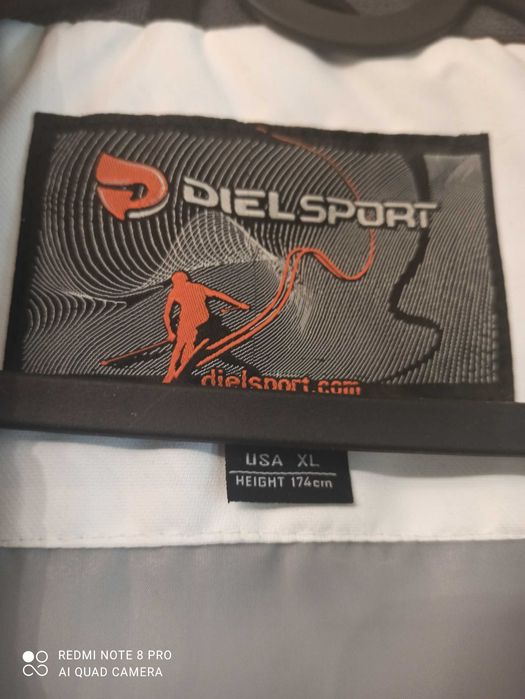 DIELSPORT
dielsport.com
USA XL
HEIGHT 174cm
REDMI NOTE 8 PRO
AI QUAD CAMERA